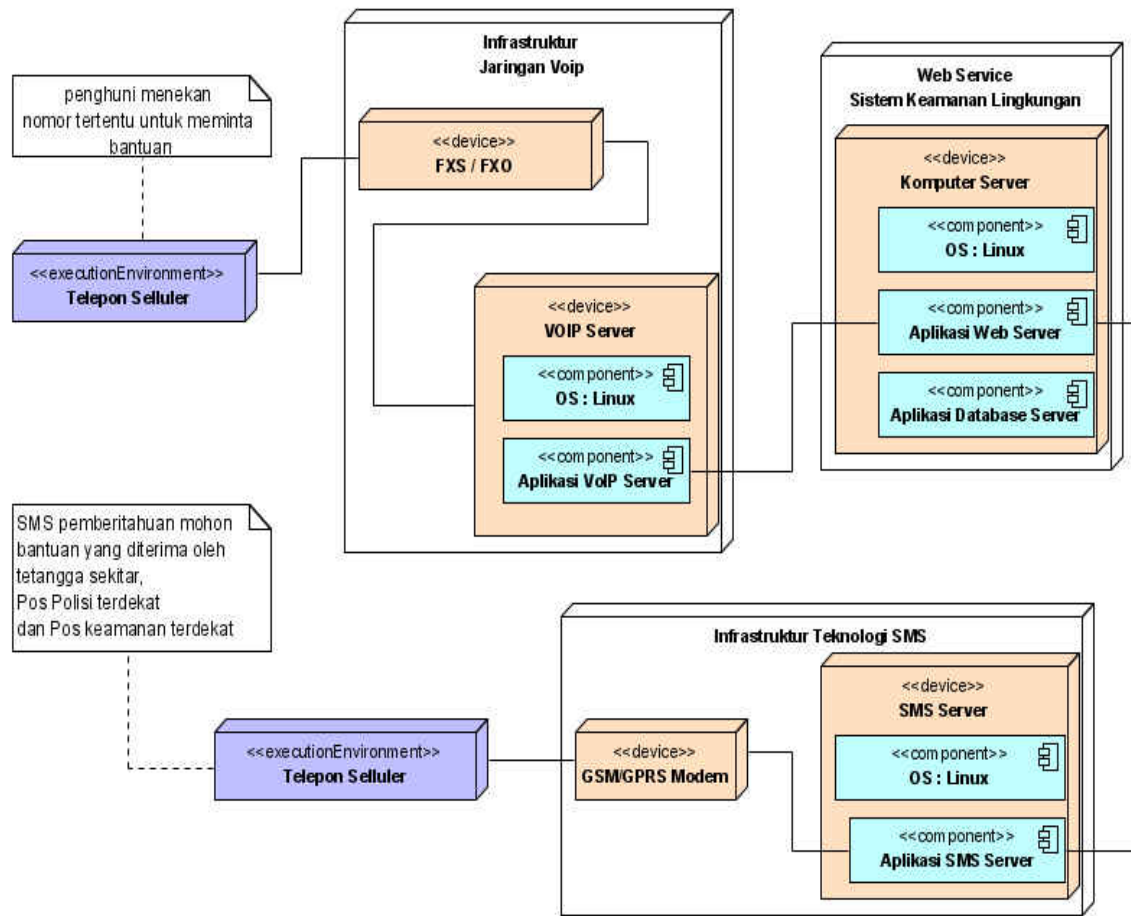 penghuni menekan
nomor tertentu untuk meminta
bantuan
<<executionEnvironment>>
Telepon Selluler
Infrastruktur
Jaringan Voip
<<device>>
FXS / FXO
<<device>>
VOIP Server
<<component>>
OS : Linux
<<component>>
Aplikasi VoIP Server
Web Service
Sistem Keamanan Lingkungan
<<device>>
Komputer Server
<<component>>
OS : Linux
<<component>>
Aplikasi Web Server
<<component>>
Aplikasi Database Server
SMS pemberitahuan mohon
bantuan yang diterima oleh
tetangga sekitar,
Pos Polisi terdekat
dan Pos keamanan terdekat
<<executionEnvironment>>
Telepon Selluler
Infrastruktur Teknologi SMS
<<device>>
GSM/GPRS Modem
<<device>>
SMS Server
<<component>>
OS : Linux
<<component>>
Aplikasi SMS Server